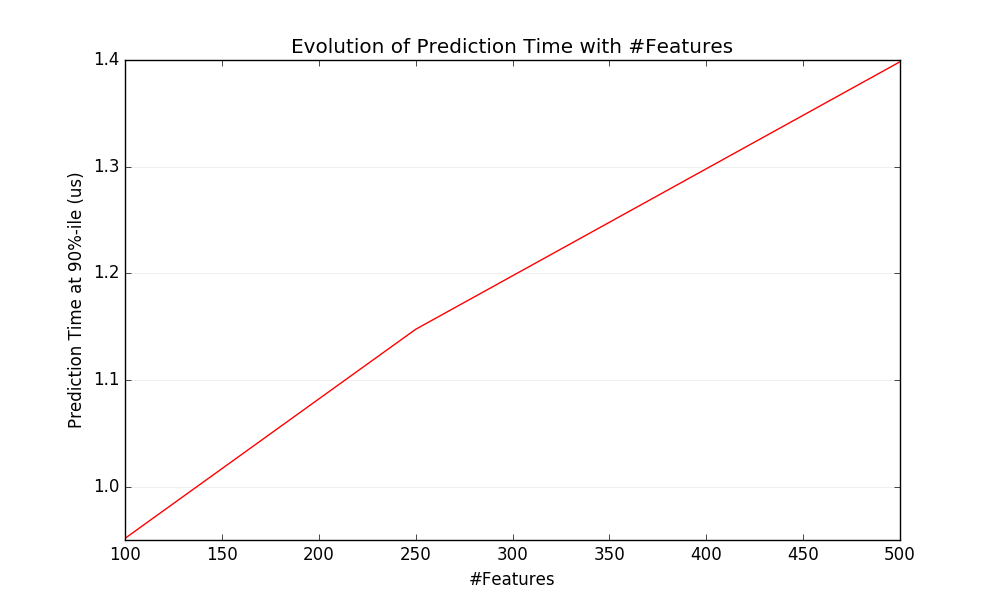 Evolution of Prediction Time with #Features
Prediction Time at 90%-ile (us)
1.4
1.3
1.2
1.1
1.0
100 150 200 250 300 350 400 450 500
#Features